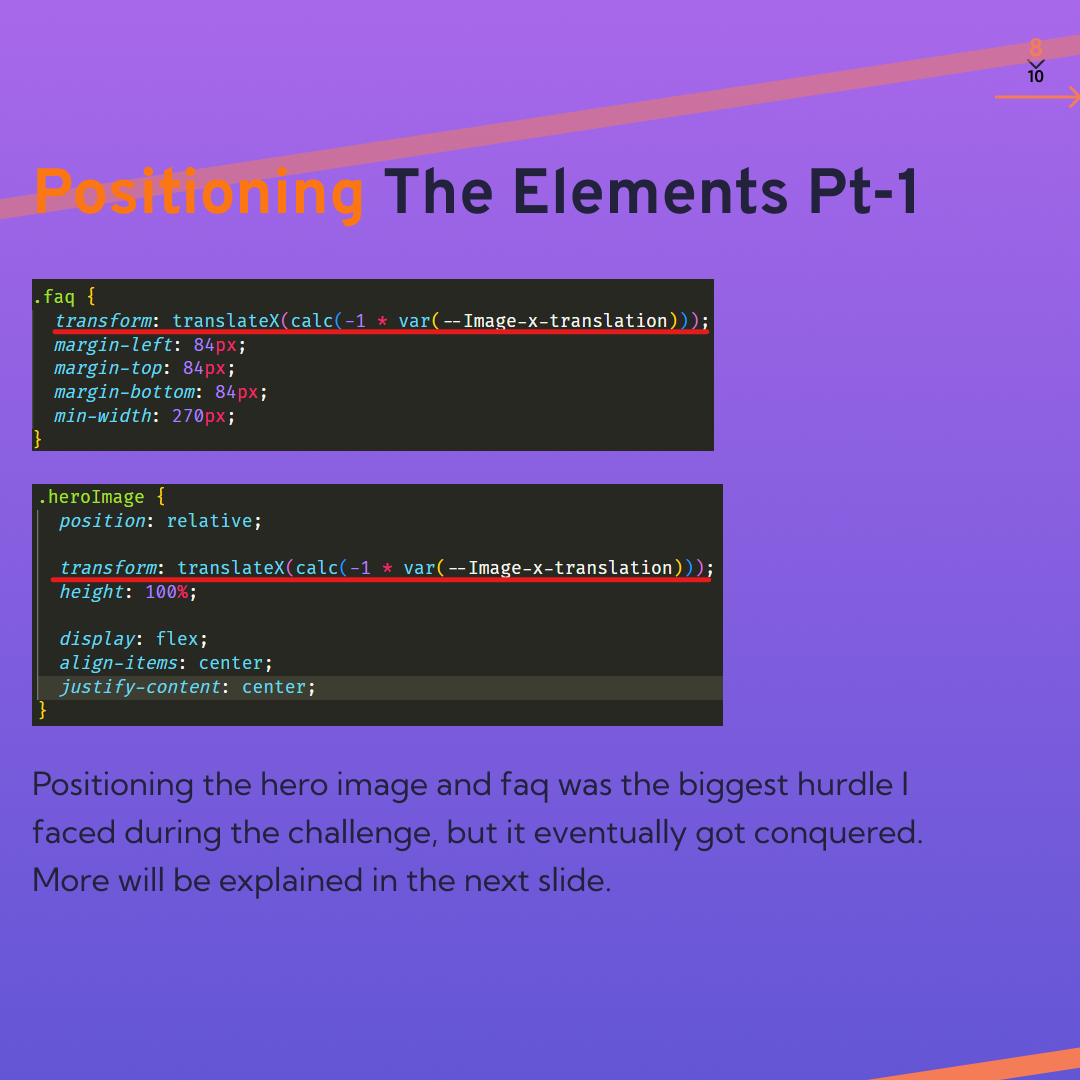 8
10
Positioning The Elements Pt-1
.faq {
transform: translateX(calc(-1 * var(--Image-x-translation)));
margin-left: 84px;
margin-top: 84px;
margin-bottom: 84px;
min-width: 270px;
}
.heroImage {
position: relative;
transform: translateX(calc(-1 * var(--Image-x-translation)));
height: 100%;
display: flex;
align-items: center;
justify-content: center;
}
Positioning the hero image and faq was the biggest hurdle I
faced during the challenge, but it eventually got conquered.
More will be explained in the next slide.